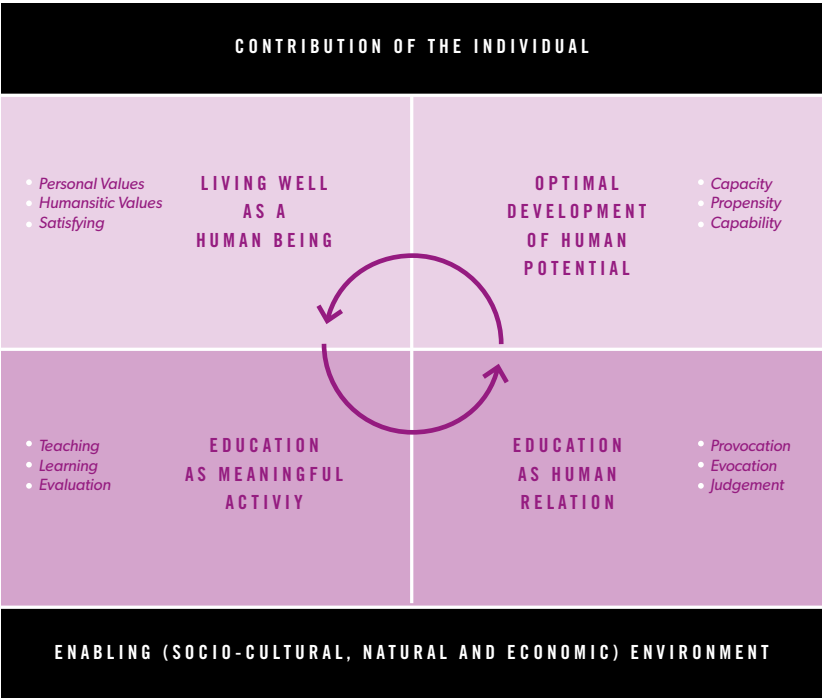 CONTRIBUTION OF THE INDIVIDUAL
Personal Values
Humansitic Values
Satisfying
LIVING WELL
AS A
HUMAN BEING
OPTIMAL
DEVELOPMENT
OF HUMAN
POTENTIAL
Capacity
Propensity
Capability
Teaching
Learning
Evaluation
EDUCATION
AS MEANINGFUL
ACTIVIY
EDUCATION
AS HUMAN
RELATION
Provocation
Evocation
Judgement
ENABLING (SOCIO-CULTURAL, NATURAL AND ECONOMIC) ENVIRONMENT